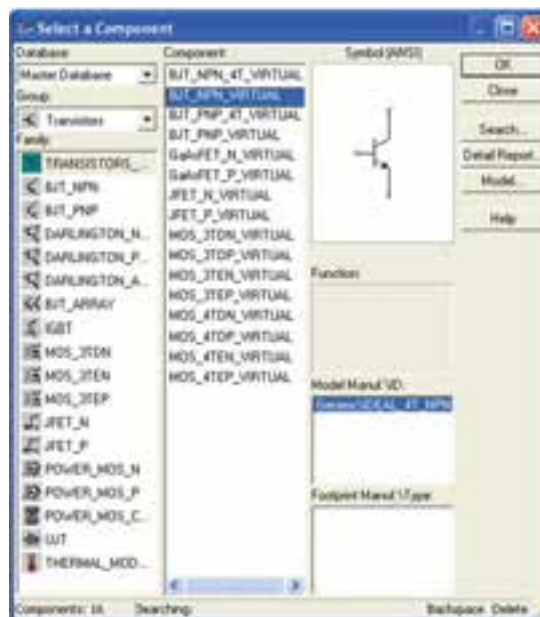 Select a Component
Database:
Master Database
Group:
Transistors
Family:
TRANSISTORS_...
BJT_NPN
BJT_PNP
DARLINGTON_N...
DARLINGTON_P...
DARLINGTON_A...
BJT_ARRAY
IGBT
MOS_3TDN
MOS_3TEN
MOS_3TEP
JFET_N
JFET_P
POWER_MOS_N
POWER_MOS_P
POWER_MOS_C...
UJT
THERMAL_MOD...
Component:
BJT_NPN_4T_VIRTUAL
BJT_NPN_VIRTUAL
BJT_PNP_4T_VIRTUAL
BJT_PNP_VIRTUAL
GaAsFET_N_VIRTUAL
GaAsFET_P_VIRTUAL
JFET_N_VIRTUAL
JFET_P_VIRTUAL
MOS_3TDN_VIRTUAL
MOS_3TDP_VIRTUAL
MOS_3TEN_VIRTUAL
MOS_3TEP_VIRTUAL
MOS_4TDN_VIRTUAL
MOS_4TDP_VIRTUAL
MOS_4TEN_VIRTUAL
MOS_4TEP_VIRTUAL
Symbol (ANSI)
Function:
Model Manuf.\ID:
Generic\IDEAL_4T_NPN
Footprint Manuf.\Type:
OK
Close
Search...
Detail Report...
Model...
Help
Components: 16
Searching:
Backspace Delete